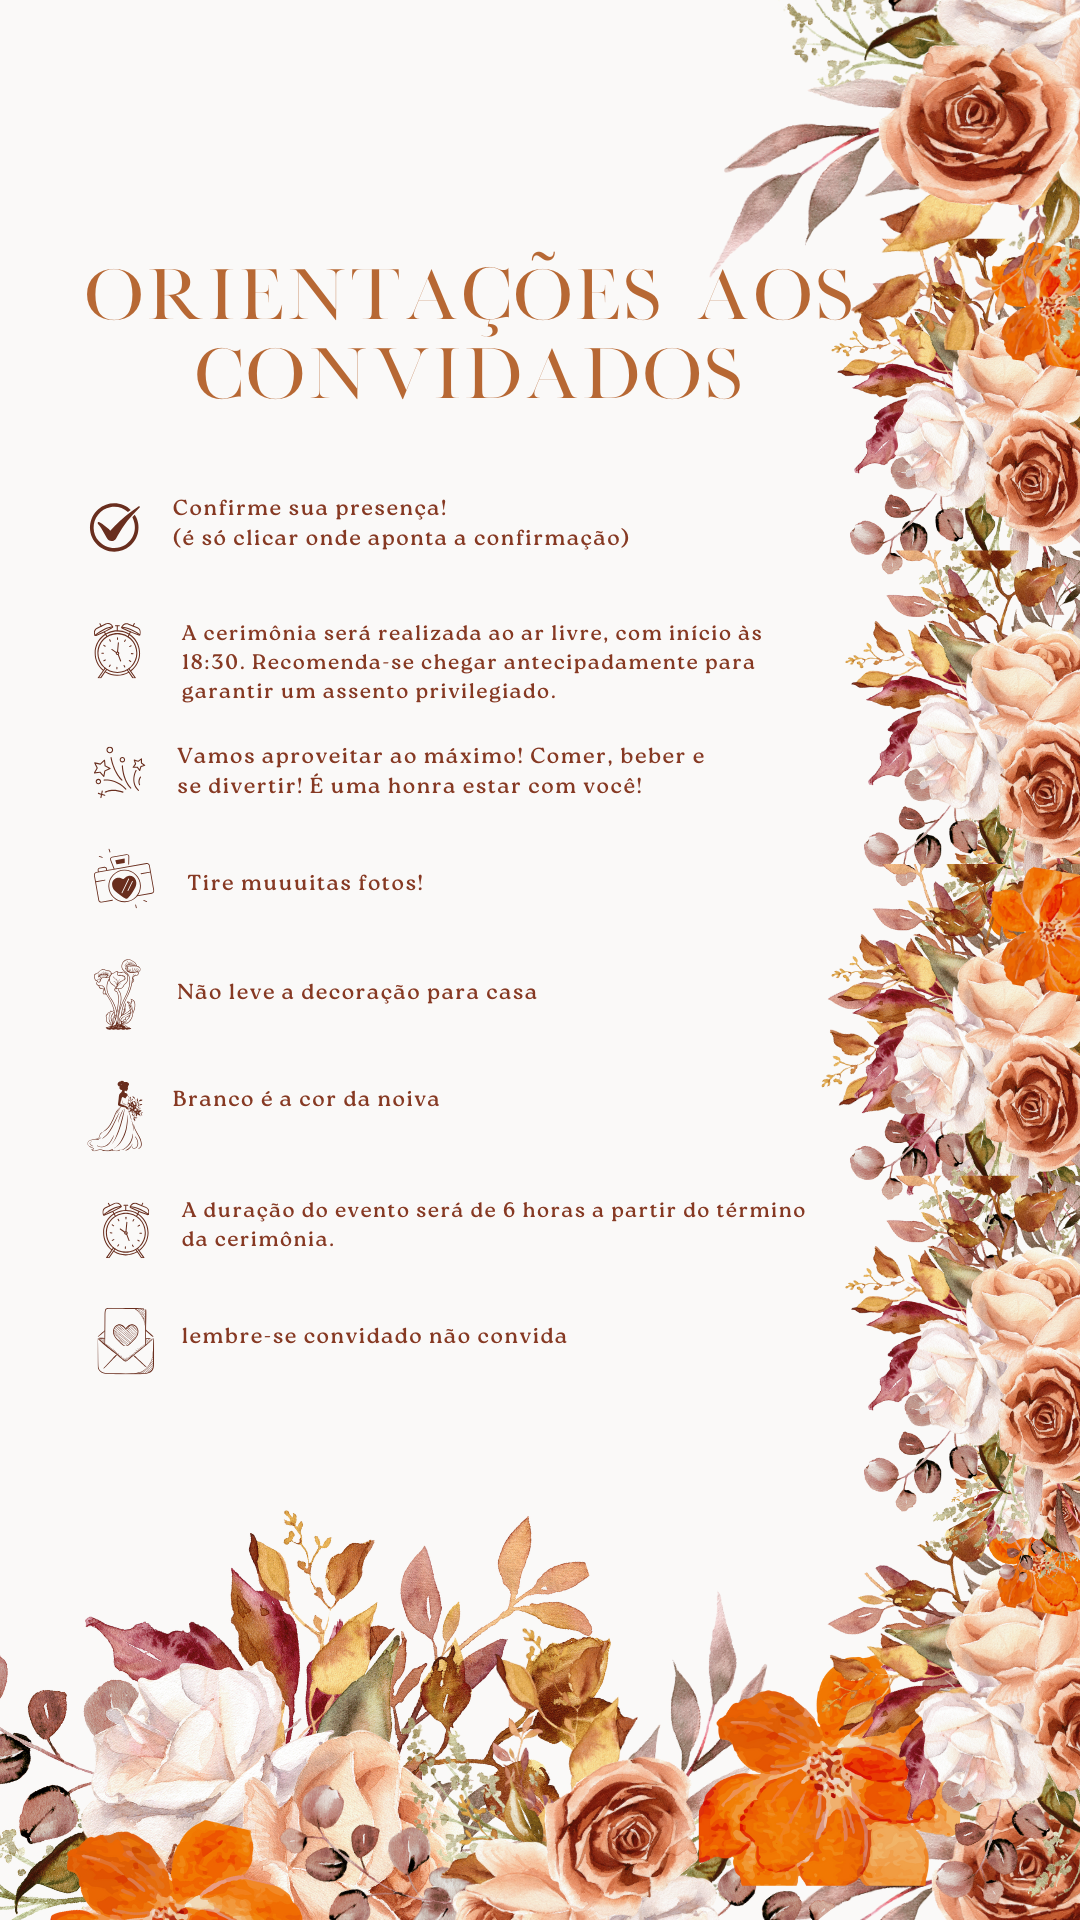 ORIENTAÇÕES AOS
CONVIDADOS
Confirme sua presença!
(é só clicar onde aponta a confirmação)
A cerimônia será realizada ao ar livre, com início às
18:30. Recomenda-se chegar antecipadamente para
garantir um assento privilegiado.
Vamos aproveitar ao máximo! Comer, beber e
se divertir! É uma honra estar com você!
Tire muuuitas fotos!
Não leve a decoração para casa
Branco é a cor da noiva
A duração do evento será de 6 horas a partir do término
da cerimônia.
lembre-se convidado não convida